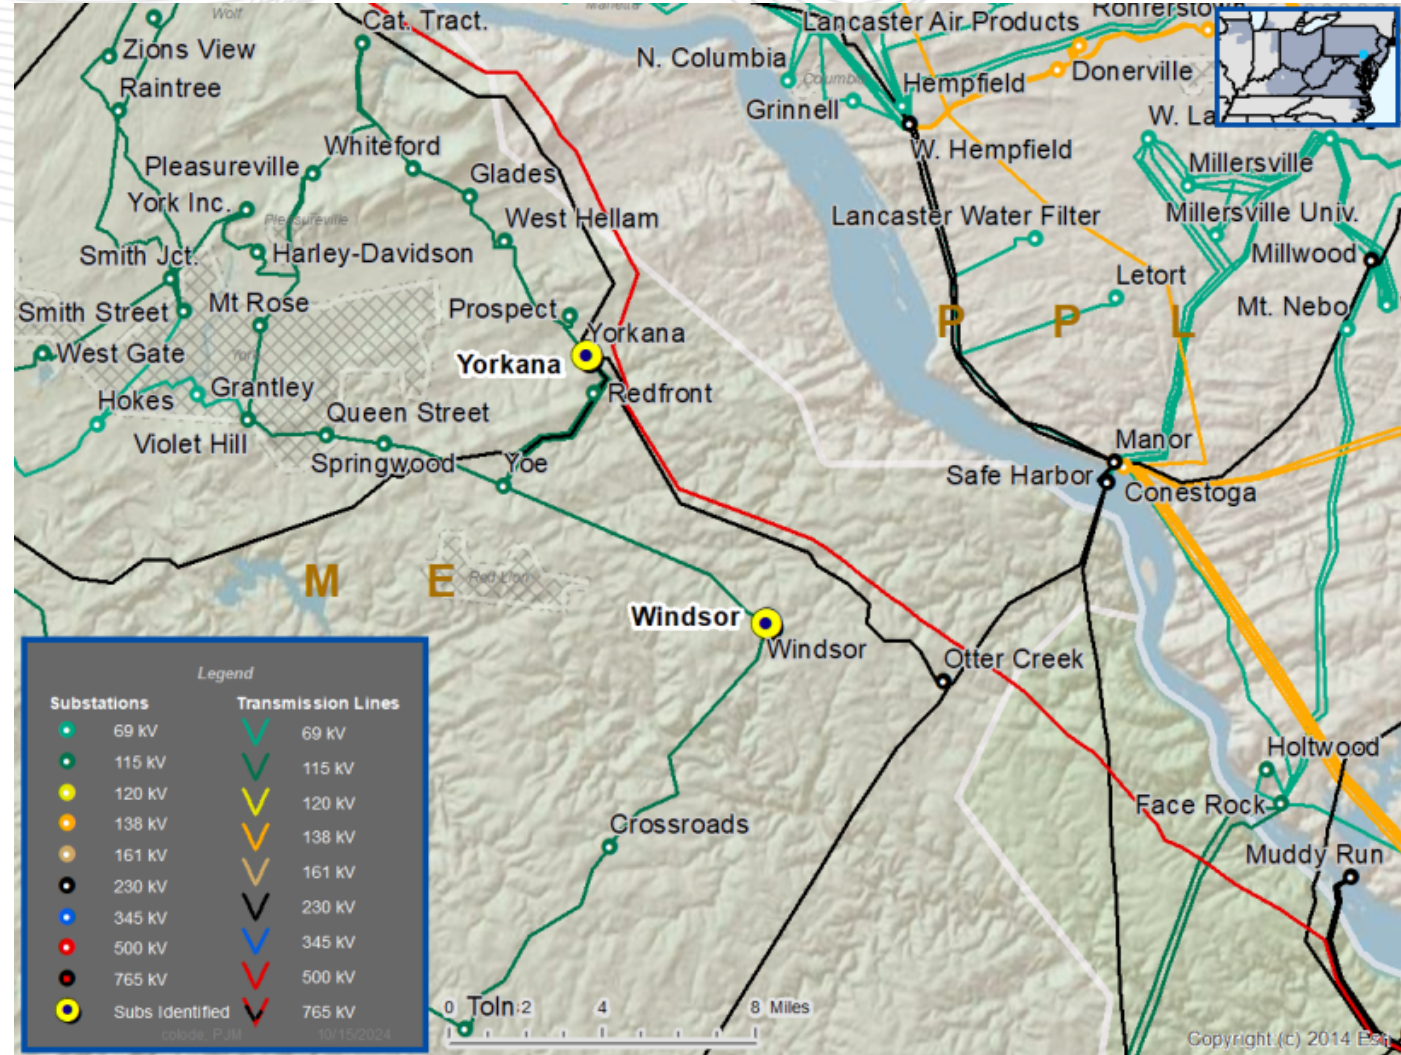 Wolf
Marietta
Cat. Tract.
Lancaster Air Products
Rohrerstown
Zions View
N. Columbia
Columbia
Hempfield
Donerville
Raintree
Grinnell
W. La
Whiteford
W. Hempfield
Millersville
Pleasureville
Glades
York Inc.
Pleasureville
West Hellam
Lancaster Water Filter
Millersville Univ.
Smith Jct.
Harley-Davidson
Millwood
Letort
Smith Street
Mt Rose
Prospect
Mt. Nebo
P P L
Yorkana
West Gate
York
Yorkana
Hokes
Grantley
Redfront
Queen Street
Violet Hill
Manor
Springwood
Yoe
Safe Harbor
Conestoga
M E
Red Lion
Windsor
Windsor
Otter Creek
Legend
Substations
Transmission Lines
69 kV
69 kV
115 kV
115 kV
120 kV
120 kV
138 kV
138 kV
161 kV
161 kV
230 kV
230 kV
345 kV
345 kV
500 kV
500 kV
765 kV
765 kV
Subs Identified
colode, PJM
10/15/2024
Holtwood
Face Rock
Crossroads
Muddy Run
Toln
0 2 4 8 Miles
Copyright (c) 2014 Esri